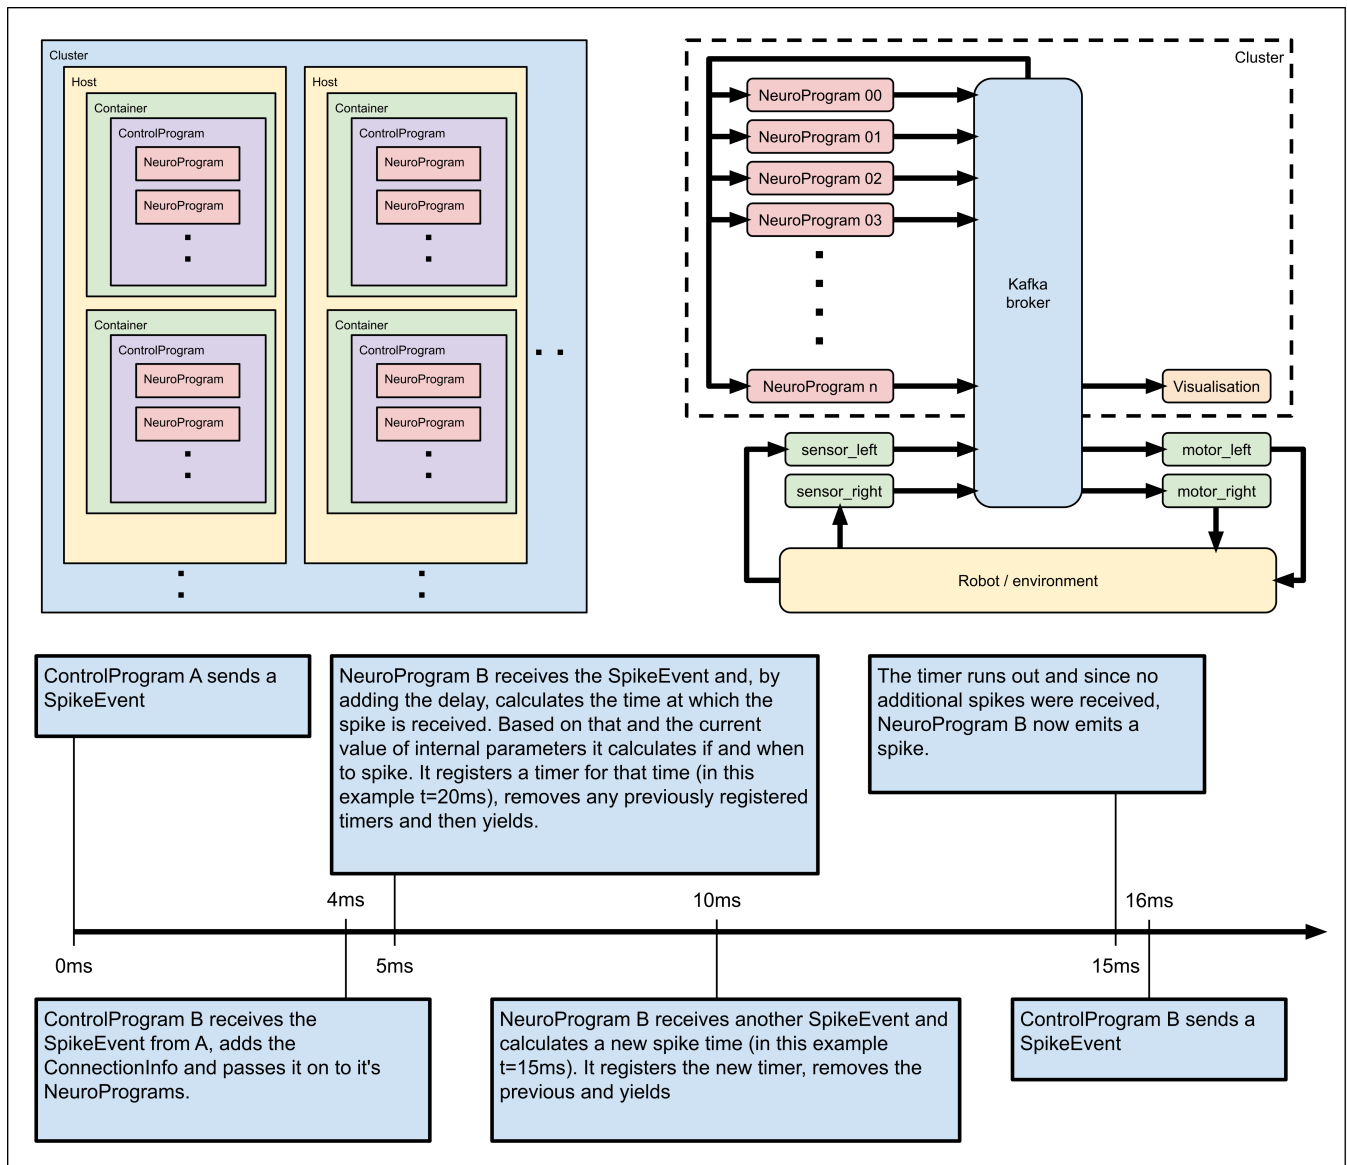 Cluster
Host
Container
ControlProgram
NeuroProgram
NeuroProgram
Container
ControlProgram
NeuroProgram
NeuroProgram
Host
Container
ControlProgram
NeuroProgram
NeuroProgram
Container
ControlProgram
NeuroProgram
NeuroProgram
Cluster
NeuroProgram 00
NeuroProgram 01
NeuroProgram 02
NeuroProgram 03
NeuroProgram n
Kafka
broker
Visualisation
sensor_left
sensor_right
motor_left
motor_right
Robot / environment
ControlProgram A sends a
SpikeEvent
NeuroProgram B receives the SpikeEvent and, by
adding the delay, calculates the time at which the
spike is received. Based on that and the current
value of internal parameters it calculates if and when
to spike. It registers a timer for that time (in this
example t=20ms), removes any previously registered
timers and then yields.
The timer runs out and since no
additional spikes were received,
NeuroProgram B now emits a
spike.
4ms
10ms
16ms
0ms
5ms
15ms
ControlProgram B receives the
SpikeEvent from A, adds the
ConnectionInfo and passes it on to it's
NeuroPrograms.
NeuroProgram B receives another SpikeEvent and
calculates a new spike time (in this example
t=15ms). It registers the new timer, removes the
previous and yields
ControlProgram B sends a
SpikeEvent